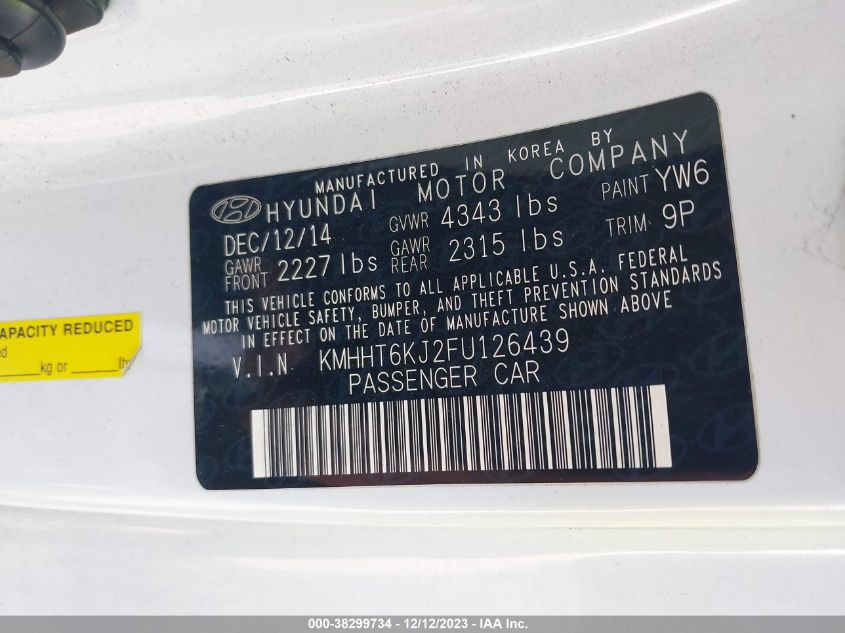 MANUFACTURED IN KOREA BY
HYUNDAI MOTOR COMPANY
DEC/12/14 GVWR 4343 lbs PAINT YW6
GAWR FRONT 2227 lbs GAWR REAR 2315 lbs TRIM 9P
THIS VEHICLE CONFORMS TO ALL APPLICABLE U.S.A. FEDERAL
MOTOR VEHICLE SAFETY, BUMPER, AND THEFT PREVENTION STANDARDS
IN EFFECT ON THE DATE OF MANUFACTURE SHOWN ABOVE
V.I.N KMHHT6KJ2FU126439
PASSENGER CAR
CAPACITY REDUCED
kg or
000-38299734 - 12/12/2023 - IAA Inc.